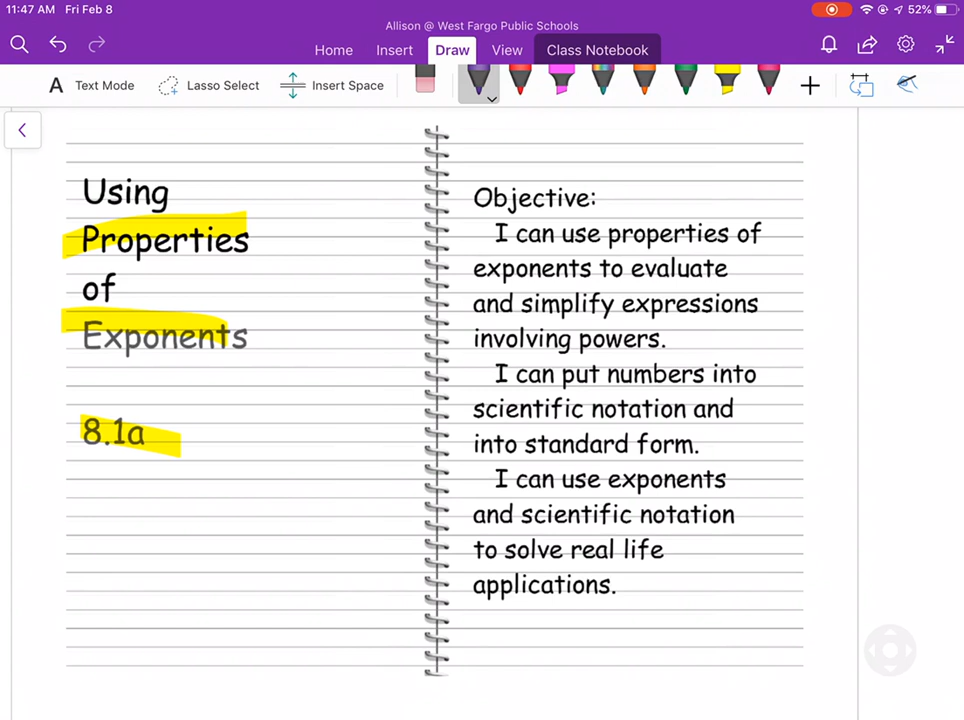 11:47 AM Fri Feb 8
52%
Allison @ West Fargo Public Schools
Home Insert Draw View Class Notebook
A Text Mode Lasso Select Insert Space
Using
Properties
of
Exponents
8.1a
Objective:
I can use properties of
exponents to evaluate
and simplify expressions
involving powers.
I can put numbers into
scientific notation and
into standard form.
I can use exponents
and scientific notation
to solve real life
applications.